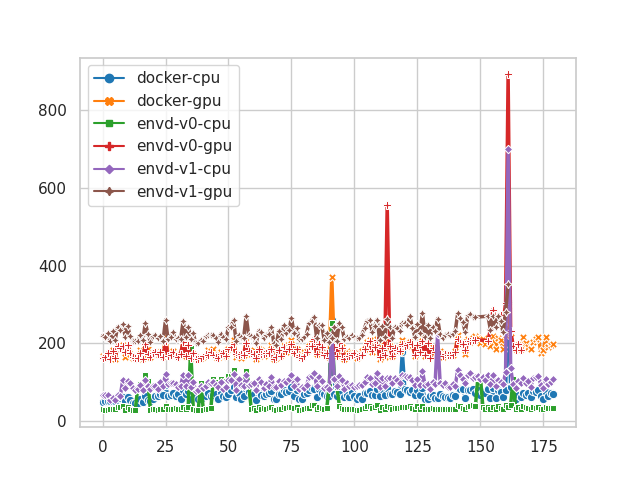 docker-cpu
docker-gpu
envd-v0-cpu
envd-v0-gpu
envd-v1-cpu
envd-v1-gpu
800
600
400
200
0
0 25 50 75 100 125 150 175